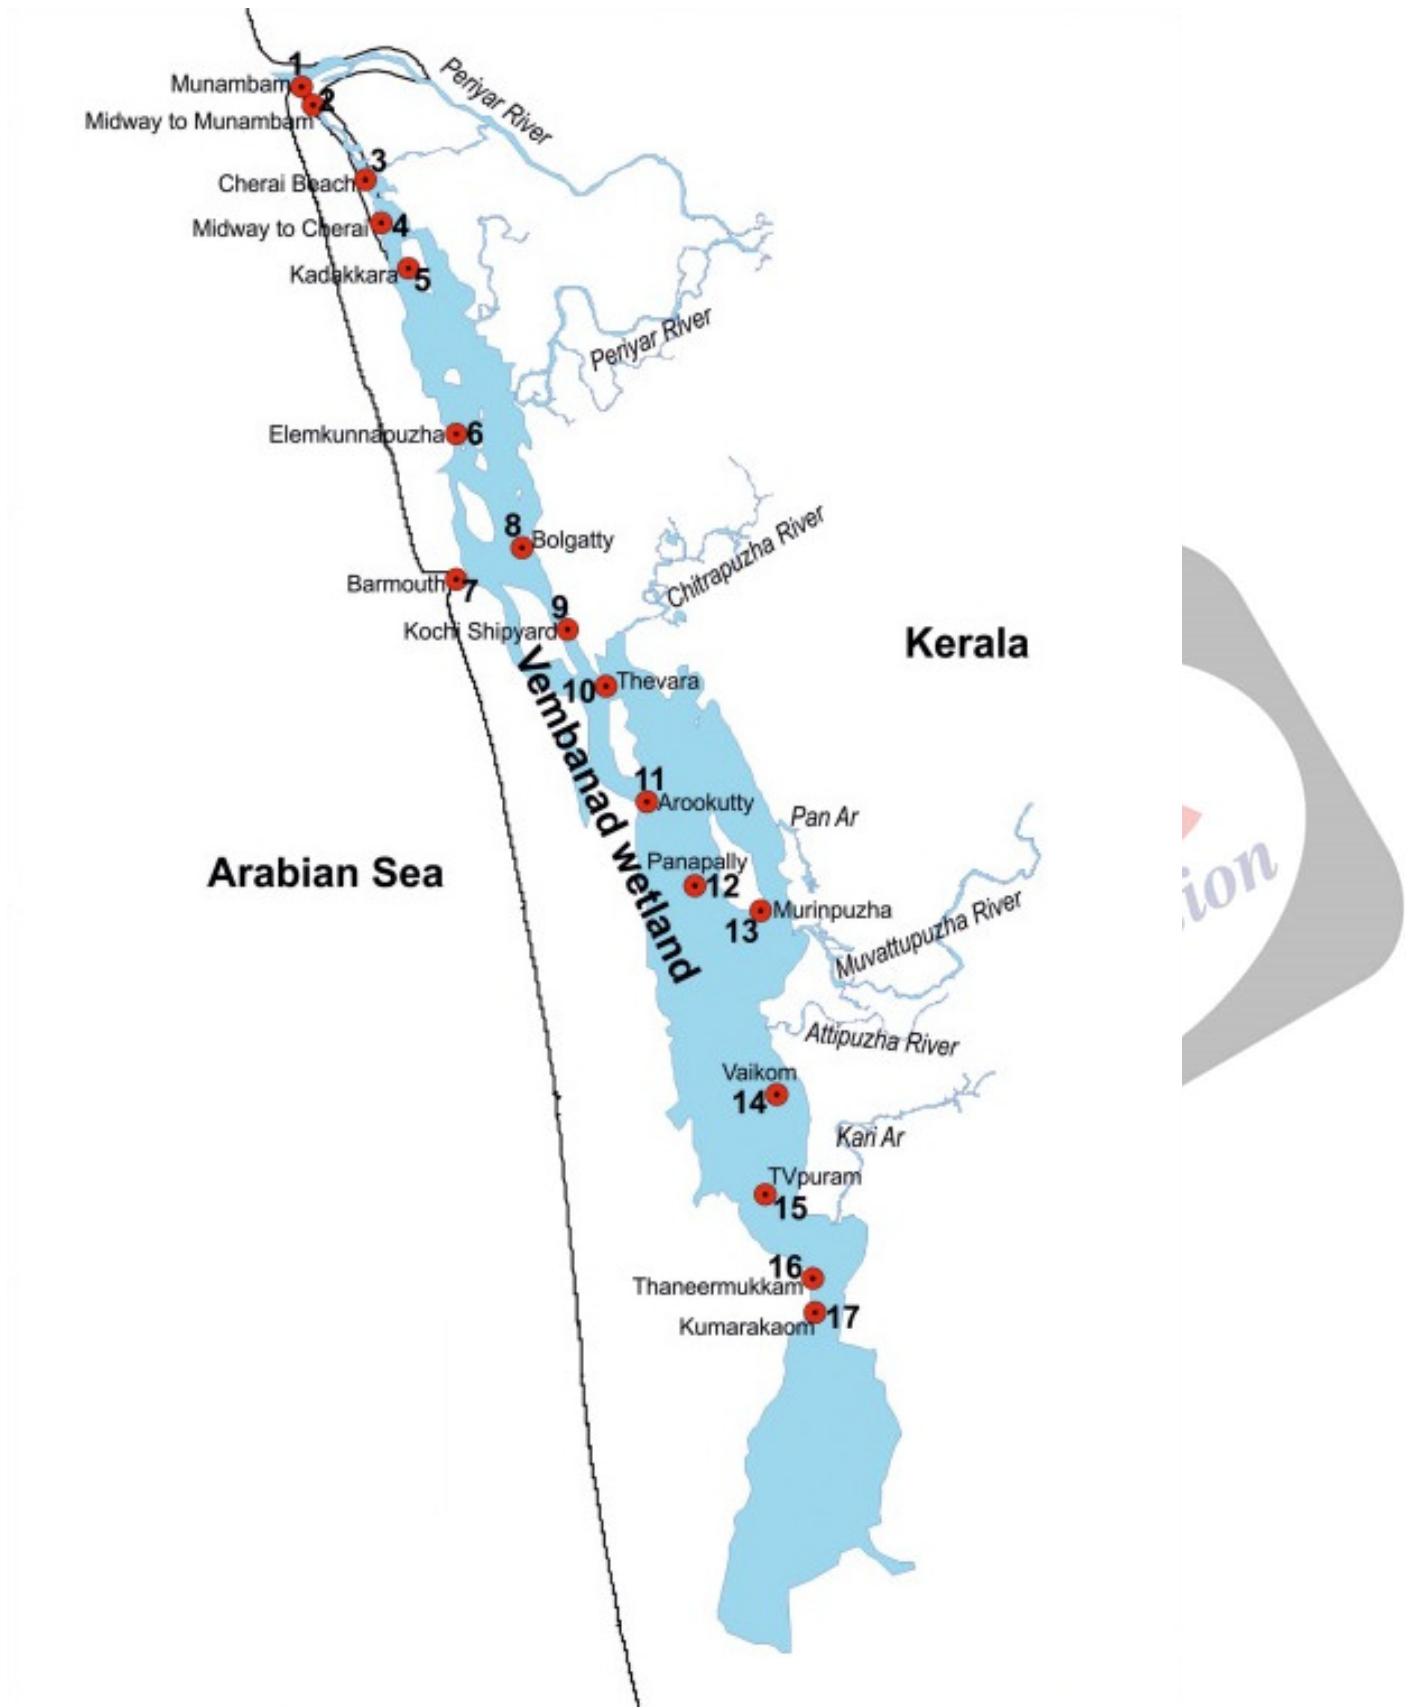 1
Munambam
2
Midway to Munambam
Periyar River
3
Cherai Beach
Midway to Cherai
4
Kadakkara
5
Periyar River
Elemkunnapuzha
6
8
Bolgatty
Chitrapuzha River
Barmouth
7
9
Kochi Shipyard
Kerala
10
Thevara
Vembanad wetland
11
Arookutty
Pan Ar
Arabian Sea
Panapally
12
Murinpuzha
13
Muvattupuzha River
Attipuzha River
Vaikom
14
Kari Ar
TVpuram
15
16
Thaneermukkam
Kumarakaom
17
ion